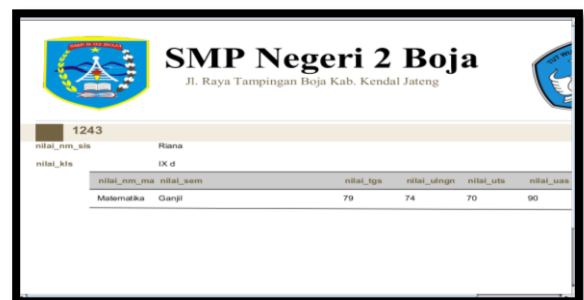 SMP Negeri 2 Boja
Jl. Raya Tampingan Boja Kab. Kendal Jateng
1243
nilai_nm_sis Riana
nilai_kls IX d
nilai_nm_ma nilai_sem nilai_tgs nilai_ulngn nilai_uts nilai_uas
Matematika Ganjil 79 74 70 90